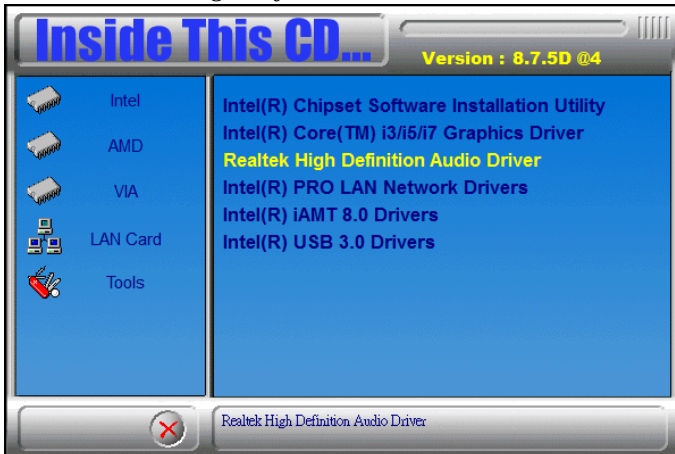 Inside This CD...
Version : 8.7.5D @4
Intel
AMD
VIA
LAN Card
Tools
Intel(R) Chipset Software Installation Utility
Intel(R) Core(TM) i3/i5/i7 Graphics Driver
Realtek High Definition Audio Driver
Intel(R) PRO LAN Network Drivers
Intel(R) iAMT 8.0 Drivers
Intel(R) USB 3.0 Drivers
Realtek High Definition Audio Driver